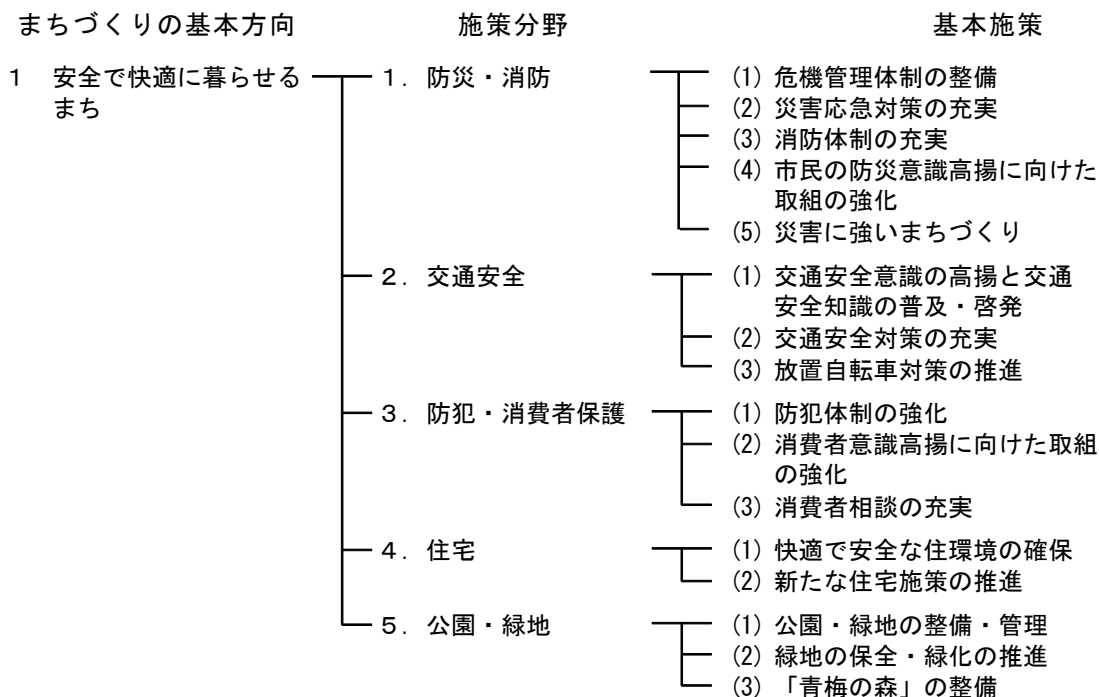 まちづくりの基本方向　施策分野　基本施策
１　安全で快適に暮らせる　１．防災・消防　(1) 危機管理体制の整備
まち　(2) 災害応急対策の充実
(3) 消防体制の充実
(4) 市民の防災意識高揚に向けた
取組の強化
(5) 災害に強いまちづくり
２．交通安全　(1) 交通安全意識の高揚と交通
安全知識の普及・啓発
(2) 交通安全対策の充実
(3) 放置自転車対策の推進
３．防犯・消費者保護　(1) 防犯体制の強化
(2) 消費者意識高揚に向けた取組
の強化
(3) 消費者相談の充実
４．住宅　(1) 快適で安全な住環境の確保
(2) 新たな住宅施策の推進
５．公園・緑地　(1) 公園・緑地の整備・管理
(2) 緑地の保全・緑化の推進
(3) 「青梅の森」の整備